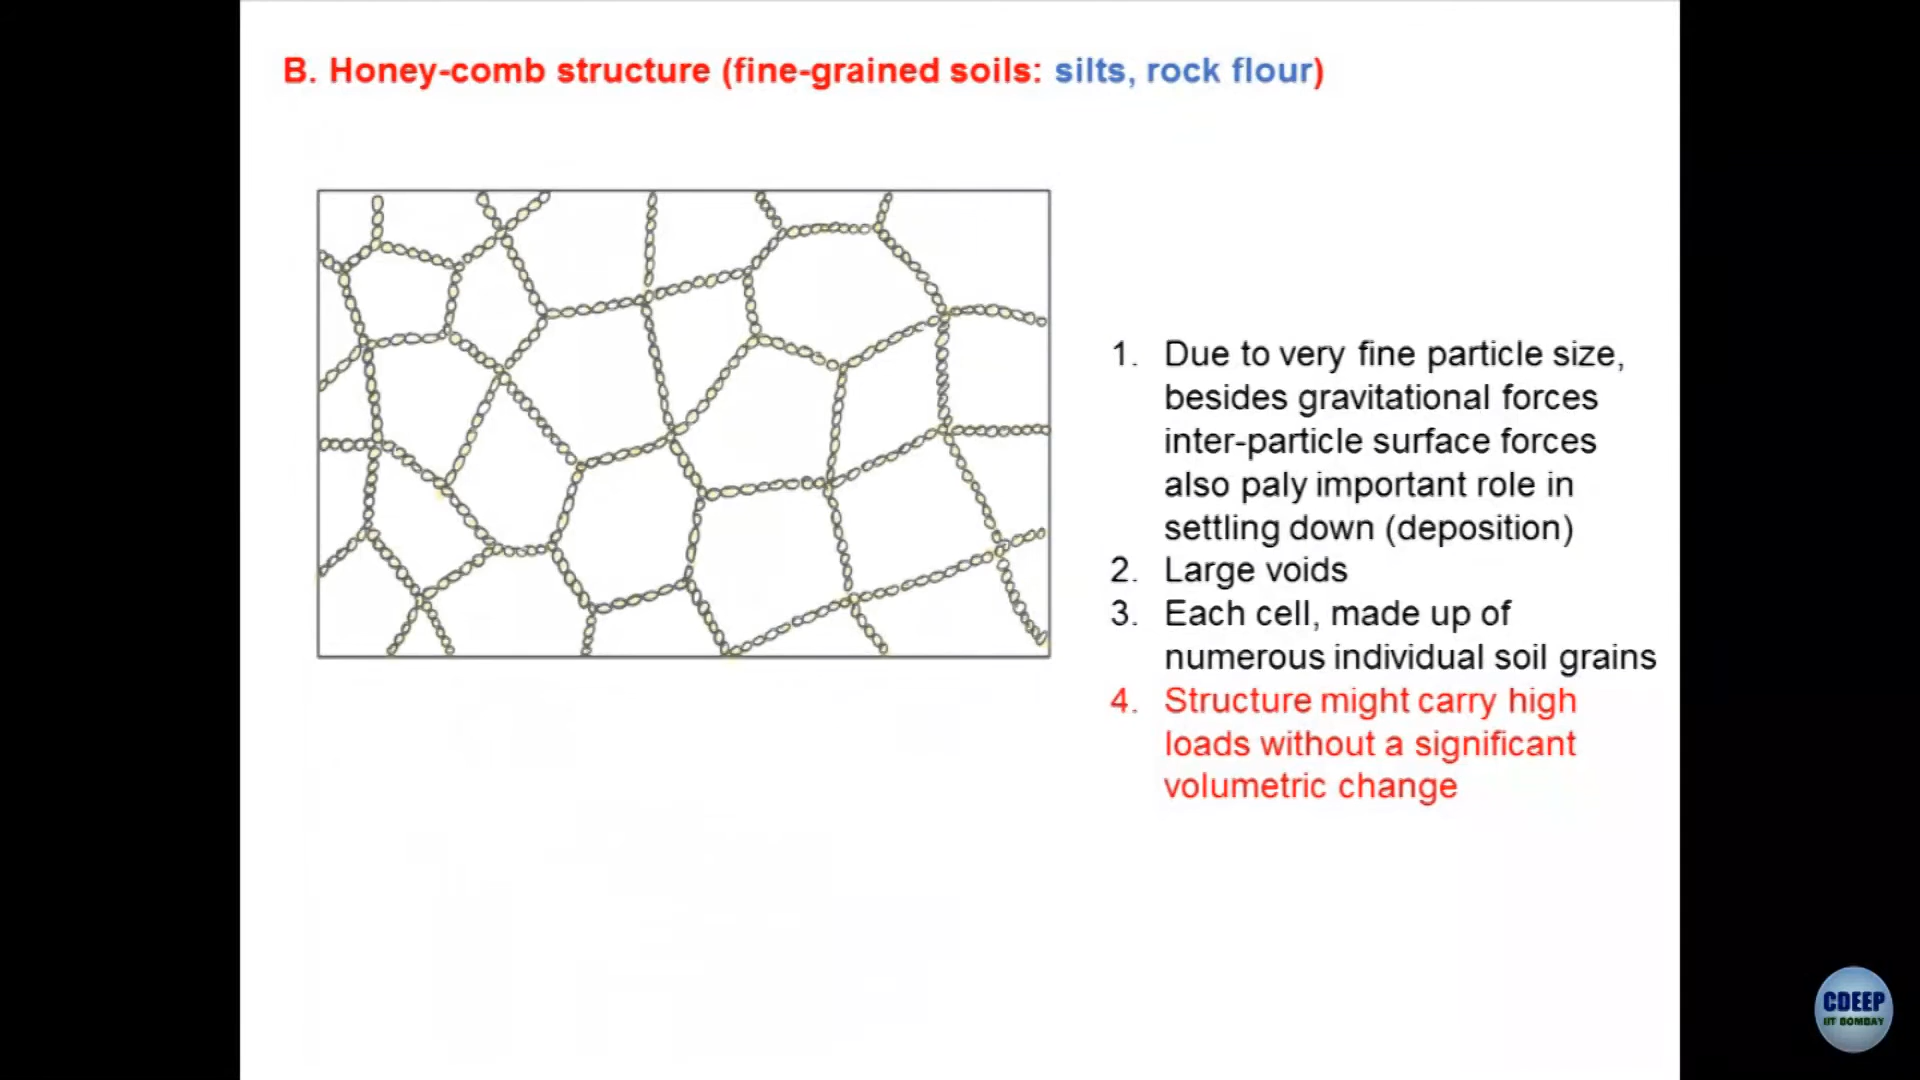 B. Honey-comb structure (fine-grained soils: silts, rock flour)
1. Due to very fine particle size,
besides gravitational forces
inter-particle surface forces
also paly important role in
settling down (deposition)
2. Large voids
3. Each cell, made up of
numerous individual soil grains
4. Structure might carry high
loads without a significant
volumetric change
CDEEP
IIT BOMBAY